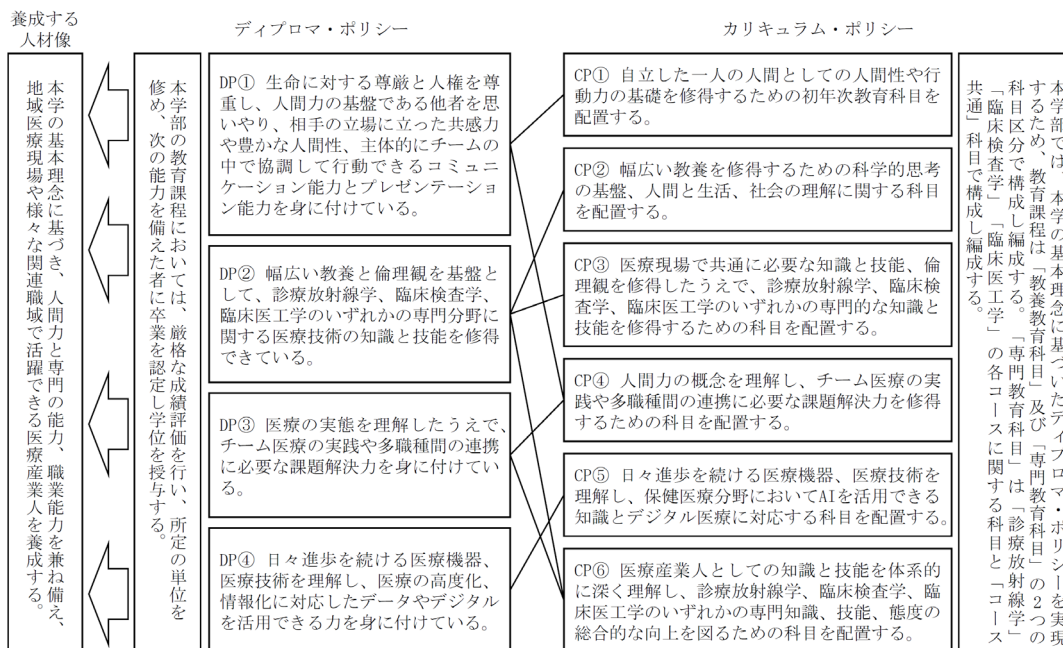 養成する
人材像
ディプロマ・ポリシー
カリキュラム・ポリシー
本学の基本理念に基づき、人間力と専門の能力、職業能力を兼ね備え、
地域医療現場や様々な関連職域で活躍できる医療産業人を養成する。
本学部の教育課程においては、厳格な成績評価を行い、所定の単位を
修め、次の能力を備えた者に卒業を認定し学位を授与する。
DP① 生命に対する尊厳と人権を尊
重し、人間力の基盤である他者を思
いやり、相手の立場に立った共感力
や豊かな人間性、主体的にチームの
中で協調して行動できるコミュニ
ケーション能力とプレゼンテーショ
ン能力を身に付けている。
DP② 幅広い教養と倫理観を基盤と
して、診療放射線学、臨床検査学、
臨床医工学のいずれかの専門分野に
関する医療技術の知識と技能を修得
できている。
DP③ 医療の実態を理解したうえで、
チーム医療の実践や多職種間の連携
に必要な課題解決力を身に付けてい
る。
DP④ 日々進歩を続ける医療機器、
医療技術を理解し、医療の高度化、
情報化に対応したデータやデジタル
を活用できる力を身に付けている。
CP① 自立した一人の人間としての人間性や行
動力の基礎を修得するための初年次教育科目を
配置する。
CP② 幅広い教養を修得するための科学的思考
の基盤、人間と生活、社会の理解に関する科目
を配置する。
CP③ 医療現場で共通に必要な知識と技能、倫
理観を修得したうえで、診療放射線学、臨床検
査学、臨床医工学のいずれかの専門的な知識と
技能を修得するための科目を配置する。
CP④ 人間力の概念を理解し、チーム医療の実
践や多職種間の連携に必要な課題解決力を修得
するための科目を配置する。
CP⑤ 日々進歩を続ける医療機器、医療技術を
理解し、保健医療分野においてAIを活用できる
知識とデジタル医療に対応する科目を配置する。
CP⑥ 医療産業人としての知識と技能を体系的
に深く理解し、診療放射線学、臨床検査学、臨
床医工学のいずれかの専門知識、技能、態度の
総合的な向上を図るための科目を配置する。
本学部では、本学の基本理念に基づいたディプロマ・ポリシーを実現
するため、教育課程は「教養教育科目」及び「専門教育科目」の２つの
科目区分で構成し編成する。「専門教育科目」は「診療放射線学」
「臨床検査学」「臨床医工学」の各コースに関する科目と「コース
共通」科目で構成し編成する。